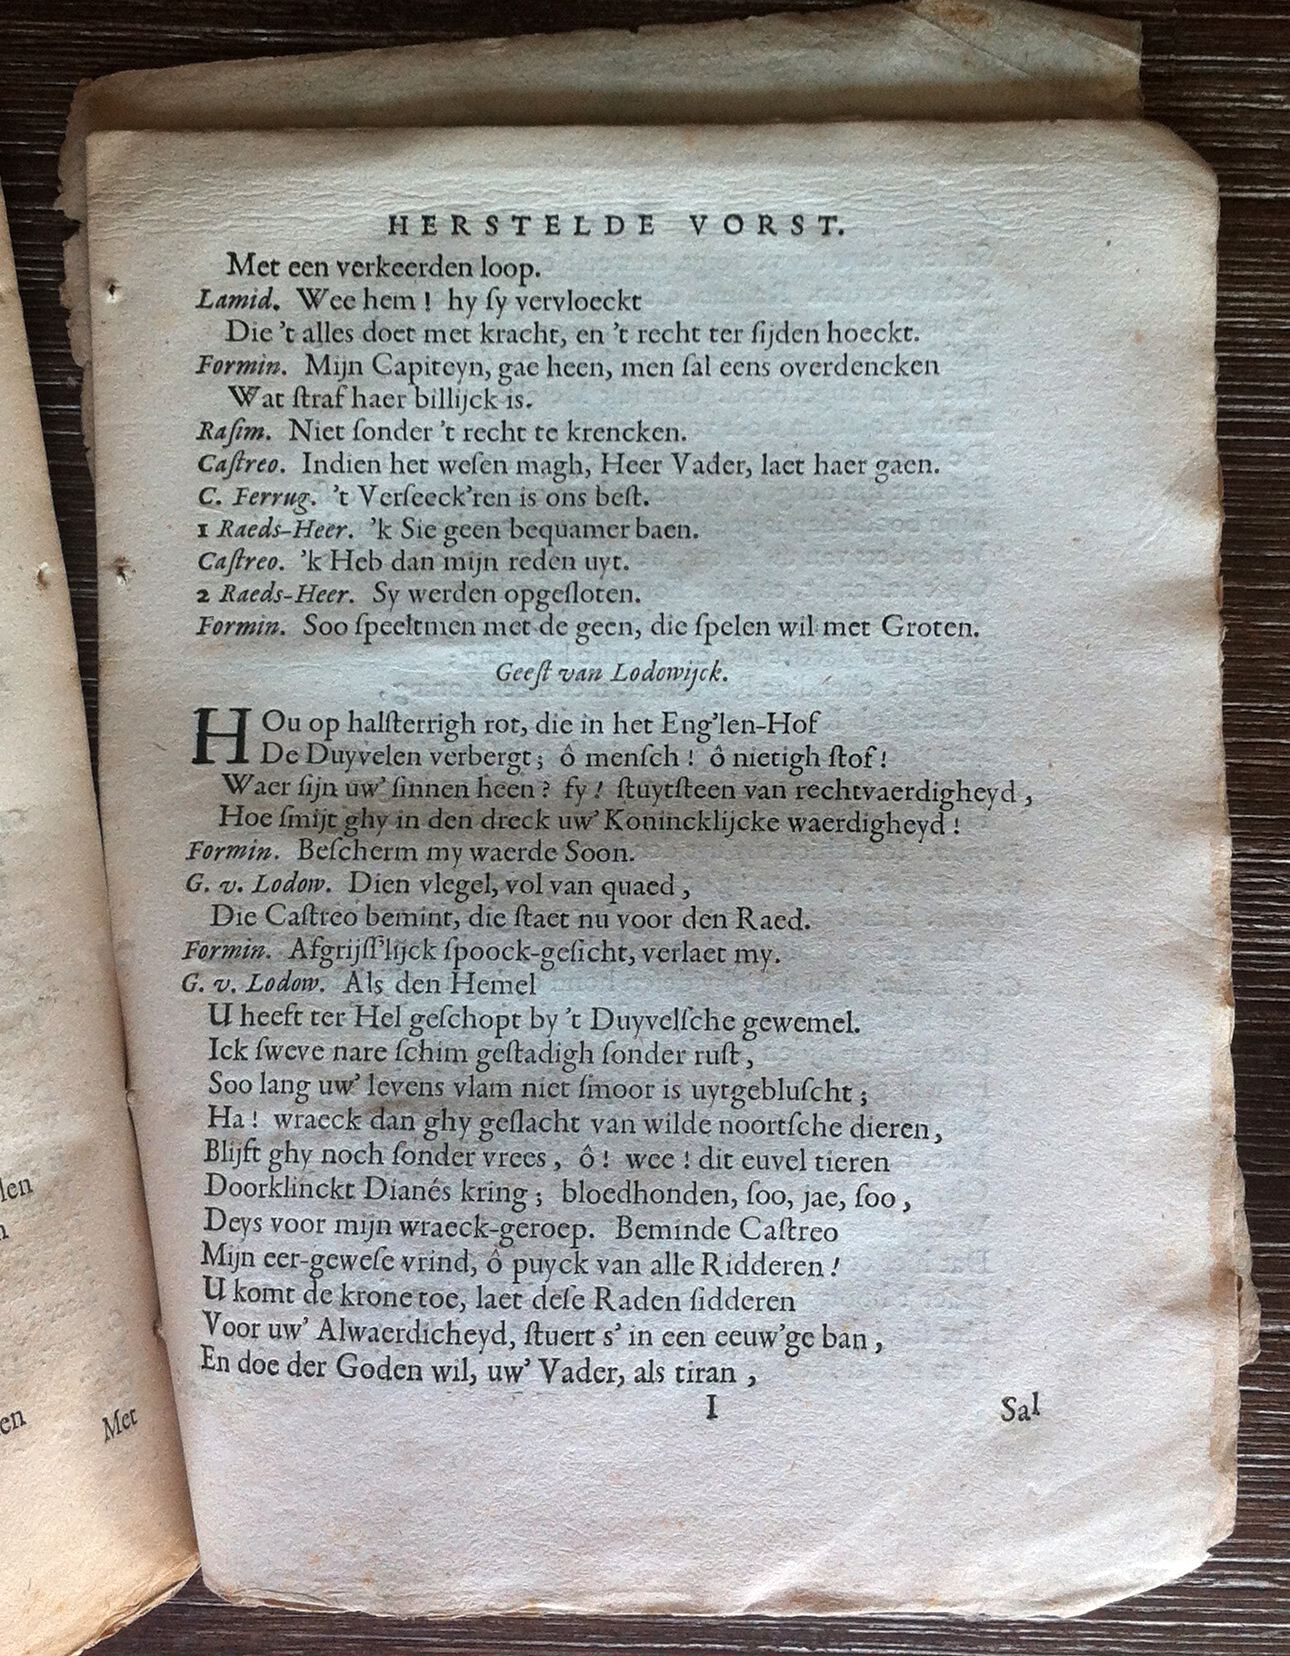 HERSTELDE VORST.
Met een verkeerden loop.
Lamid. Wee hem! hy ſy vervloeckt
Die 't alles doet met kracht, en 't recht ter ſijden hoeckt.
Formin. Mijn Capiteyn, gae heen, men ſal eens overdencken
Wat ſtraf haer billijck is.
Raſim. Niet ſonder 't recht te krencken.
Caſtreo. Indien het weſen magh, Heer Vader, laet haer gaen.
C. Ferrug. 't Verſeeck'ren is ons beſt.
1 Raeds-Heer. 'k Sie geen bequamer baen.
Caſtreo. 'k Heb dan mijn reden uyt.
2 Raeds-Heer. Sy werden opgeſloten.
Formin. Soo ſpeeltmen met de geen, die ſpelen wil met Groten.
Geeſt van Lodowijck.
HOu op halſterrigh rot, die in het Eng'len-Hof
De Duyvelen verbergt; ô menſch! ô nietigh ſtof!
Waer ſijn uw' ſinnen heen? fy! ſtuytſteen van rechtvaerdigheyd,
Hoe ſmijt ghy in den dreck uw' Konincklijcke waerdigheyd!
Formin. Beſcherm my waerde Soon.
G. v. Lodow. Dien vlegel, vol van quaed,
Die Caſtreo bemint, die ſtaet nu voor den Raed.
Formin. Afgrijſſ'lijck ſpoock-geſicht, verlaet my.
G. v. Lodow. Als den Hemel
U heeft ter Hel geſchopt by 't Duyvelſche gewemel.
Ick ſweve nare ſchim geſtadigh ſonder ruſt,
Soo lang uw' levens vlam niet ſmoor is uytgebluſcht;
Ha! wraeck dan ghy geſlacht van wilde noortſche dieren,
Blijft ghy noch ſonder vrees, ô! wee! dit euvel tieren
Doorklinckt Dianés kring; bloedhonden, ſoo, jae, ſoo,
Deys voor mijn wraeck-geroep. Beminde Caſtreo
Mijn eer-geweſe vrind, ô puyck van alle Ridderen!
U komt de krone toe, laet deſe Raden ſidderen
Voor uw' Alwaerdicheyd, ſtuert s' in een eeuw'ge ban,
En doe der Goden wil, uw' Vader, als tiran,
I Sal
len
en Met